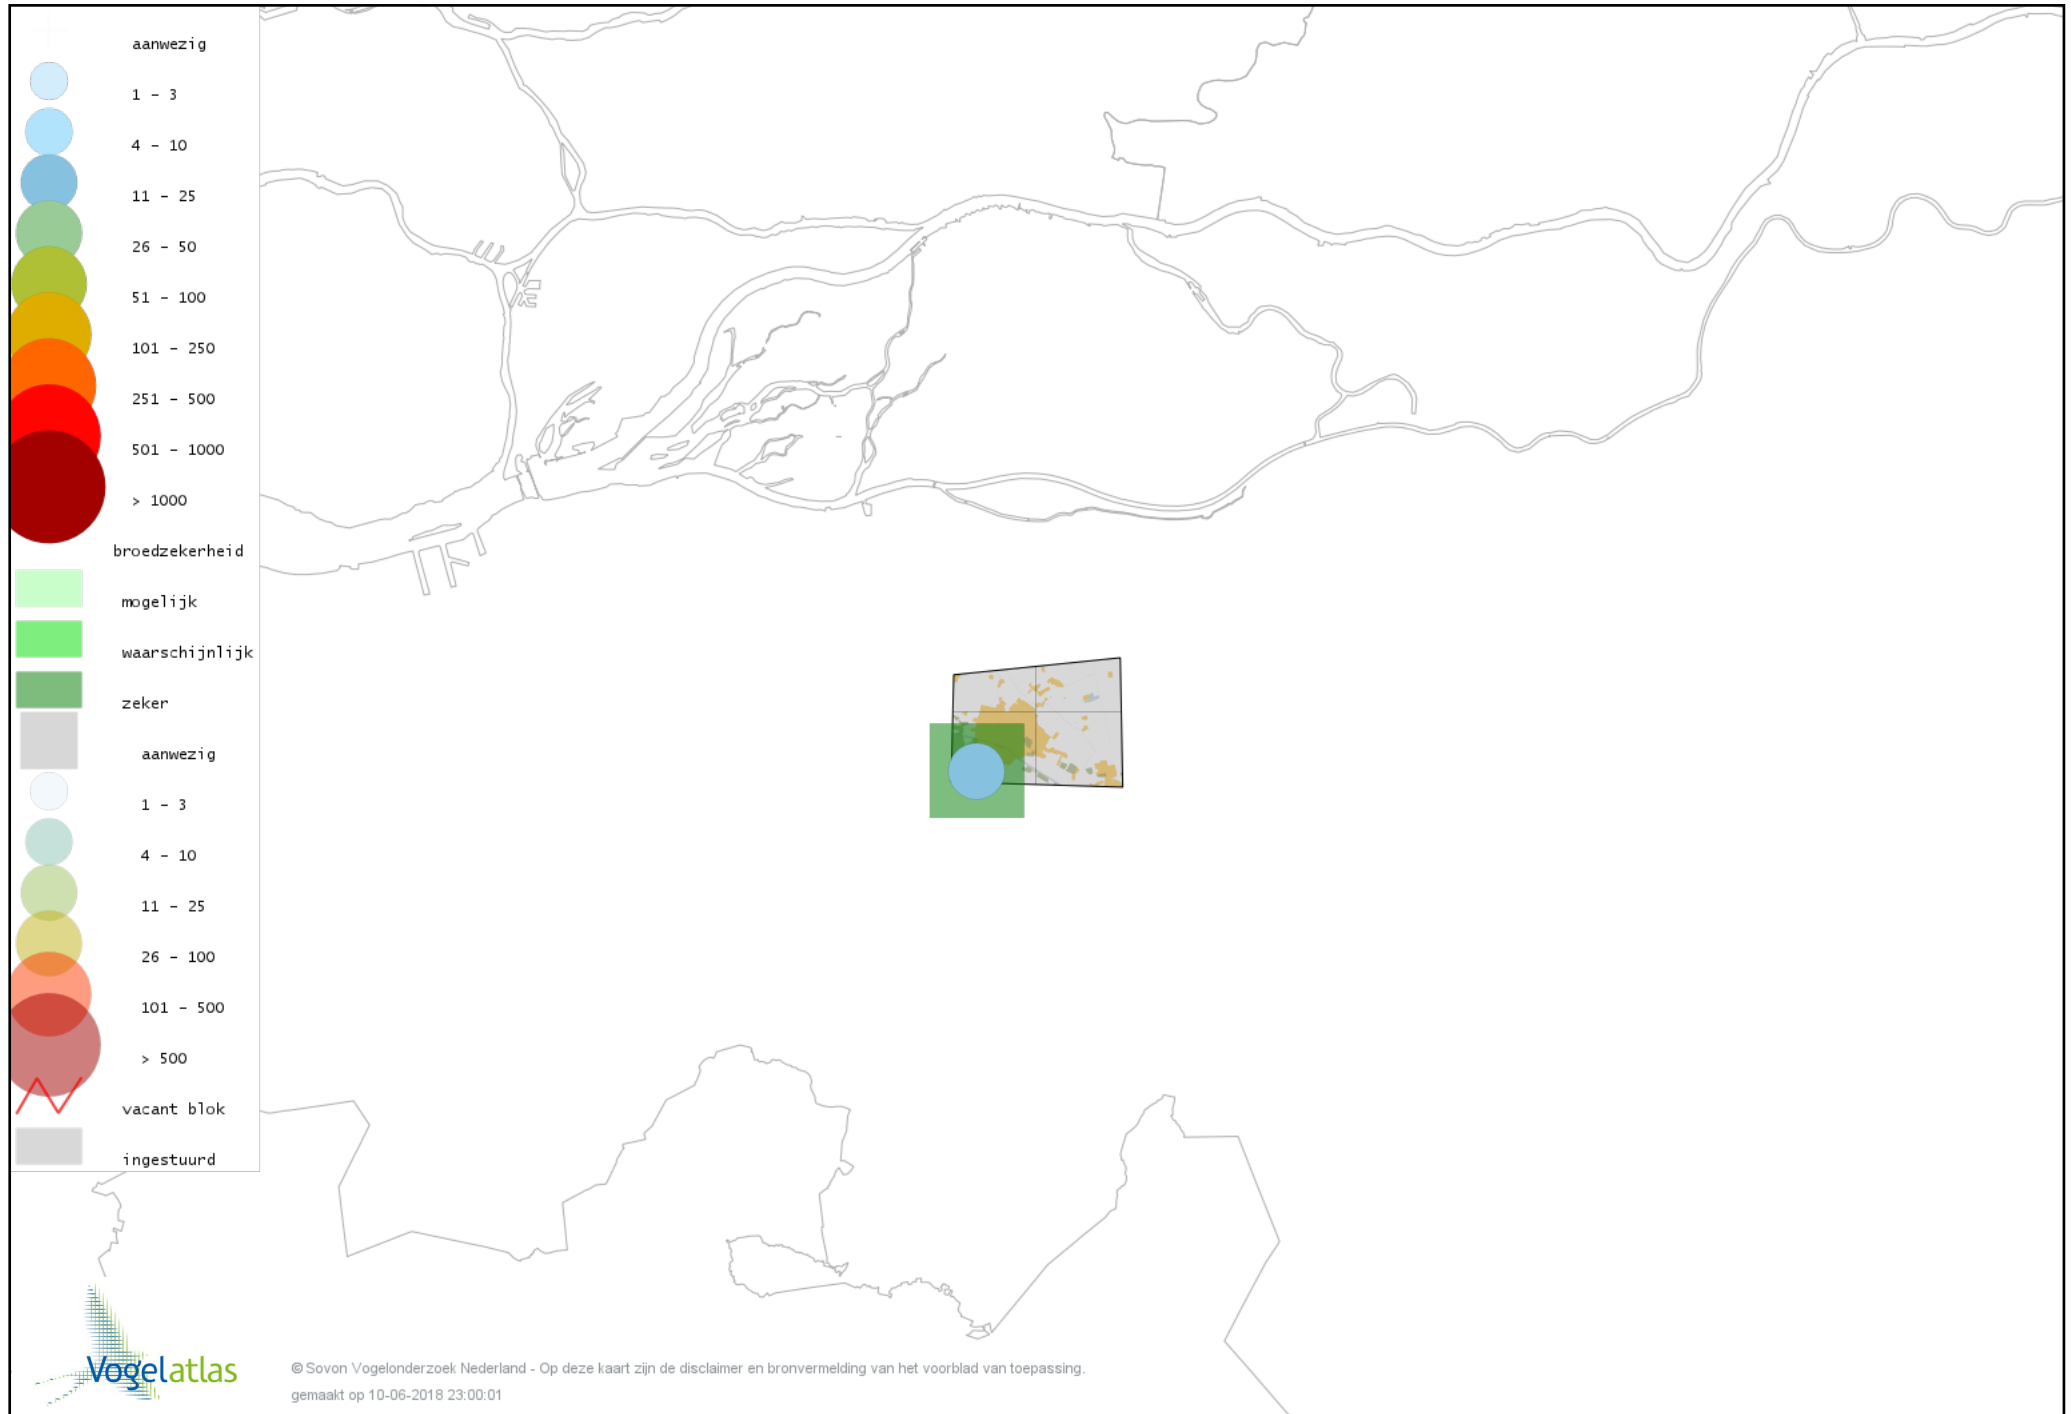 aanwezig
1 - 3
4 - 10
11 - 25
26 - 50
51 - 100
101 - 250
251 - 500
501 - 1000
> 1000
broedzekerheid
mogelijk
waarschijnlijk
zeker
aanwezig
1 - 3
4 - 10
11 - 25
26 - 100
101 - 500
> 500
vacant blok
ingestuurd
Vogelatlas
© Sovon Vogelonderzoek Nederland - Op deze kaart zijn de disclaimer en bronvermelding van het voorblad van toepassing.
gemaakt op 10-06-2018 23:00:01